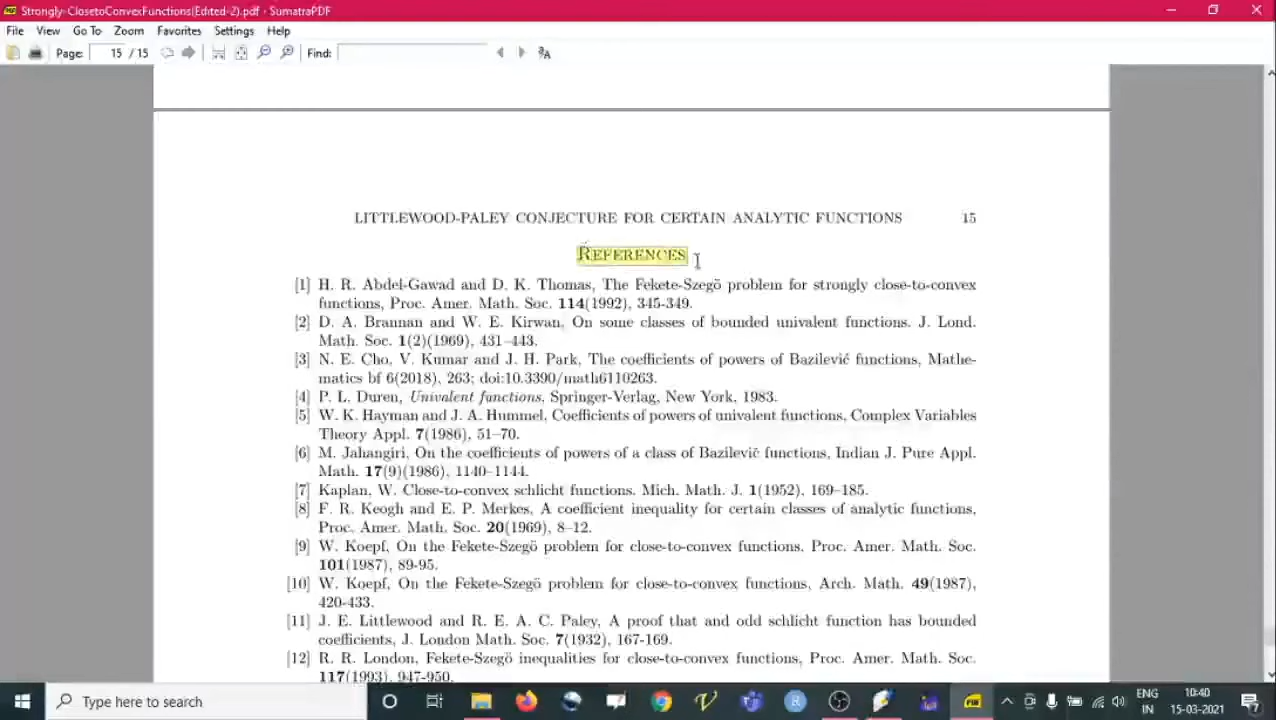 Strongly-ClosetoConvexFunctions(Edited-2).pdf - SumatraPDF
File View Go To Zoom Favorites Settings Help
Page: 15 / 15 Find:
LITTLEWOOD-PALEY CONJECTURE FOR CERTAIN ANALYTIC FUNCTIONS 15
REFERENCES
[1] H. R. Abdel-Gawad and D. K. Thomas, The Fekete-Szegö problem for strongly close-to-convex
functions, Proc. Amer. Math. Soc. 114(1992), 345-349.
[2] D. A. Brannan and W. E. Kirwan, On some classes of bounded univalent functions. J. Lond.
Math. Soc. 1(2)(1969), 431–443.
[3] N. E. Cho, V. Kumar and J. H. Park, The coefficients of powers of Bazilević functions, Mathe-
matics bf 6(2018), 263; doi:10.3390/math6110263.
[4] P. L. Duren, Univalent functions, Springer-Verlag, New York, 1983.
[5] W. K. Hayman and J. A. Hummel, Coefficients of powers of univalent functions, Complex Variables
Theory Appl. 7(1986), 51–70.
[6] M. Jahangiri, On the coefficients of powers of a class of Bazilevič functions, Indian J. Pure Appl.
Math. 17(9)(1986), 1140–1144.
[7] Kaplan, W. Close-to-convex schlicht functions. Mich. Math. J. 1(1952), 169–185.
[8] F. R. Keogh and E. P. Merkes, A coefficient inequality for certain classes of analytic functions,
Proc. Amer. Math. Soc. 20(1969), 8–12.
[9] W. Koepf, On the Fekete-Szegö problem for close-to-convex functions. Proc. Amer. Math. Soc.
101(1987), 89-95.
[10] W. Koepf, On the Fekete-Szegö problem for close-to-convex functions, Arch. Math. 49(1987),
420-433.
[11] J. E. Littlewood and R. E. A. C. Paley, A proof that and odd schlicht function has bounded
coefficients, J. London Math. Soc. 7(1932), 167-169.
[12] R. R. London, Fekete-Szegö inequalities for close-to-convex functions, Proc. Amer. Math. Soc.
117(1993), 947-950.
Type here to search
ENG 10:40
IN 15-03-2021